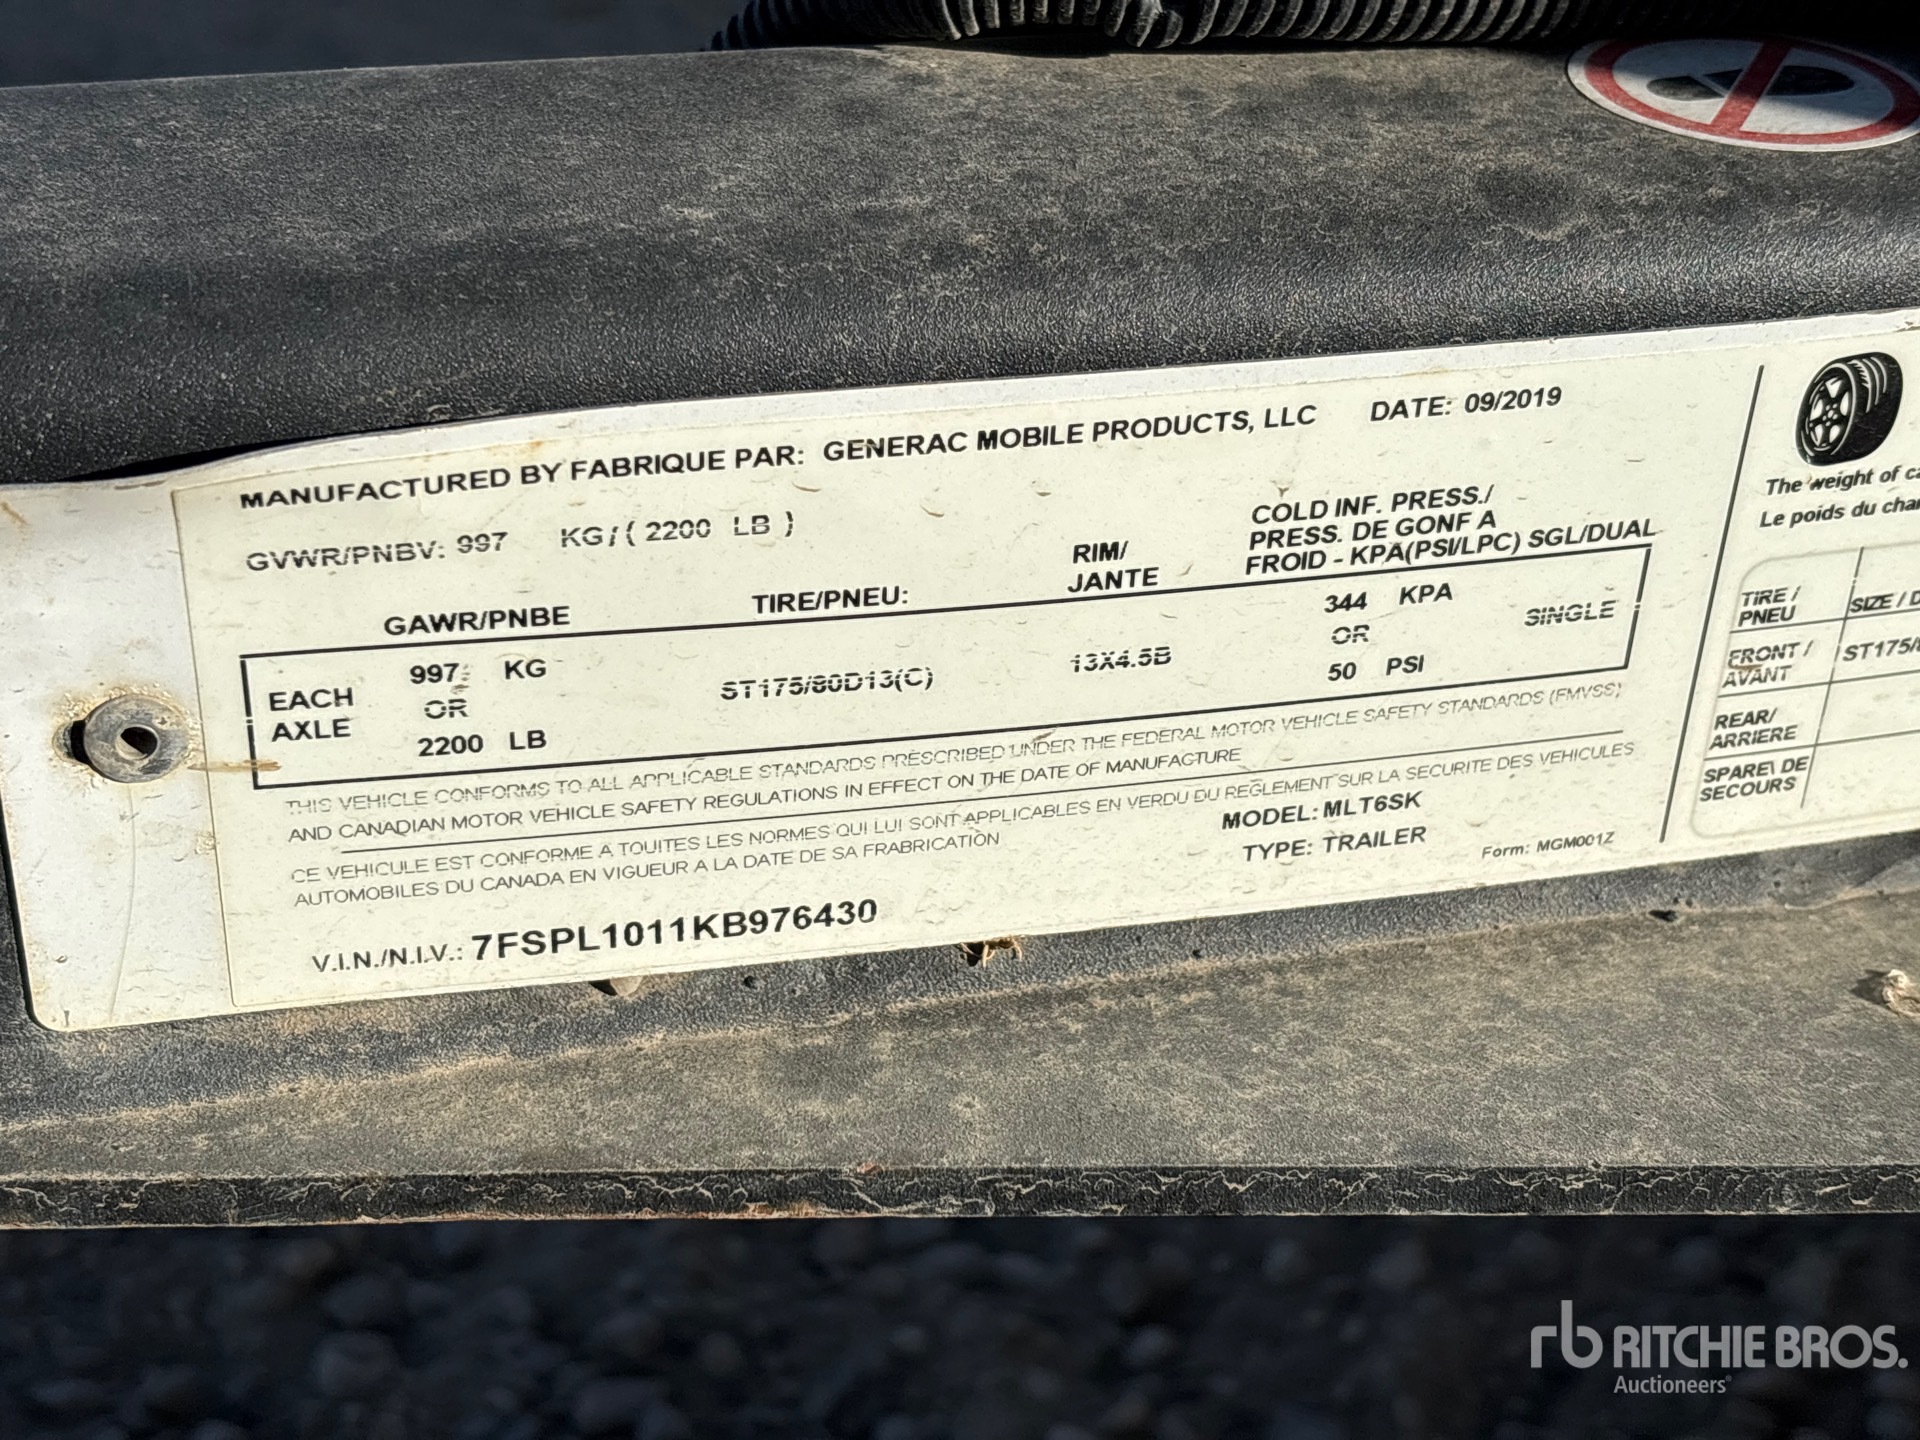 MANUFACTURED BY FABRIQUE PAR: GENERAC MOBILE PRODUCTS, LLC DATE: 09/2019
GVWR/PNBV: 997 KG/( 2200 LB )
GAWR/PNBE TIRE/PNEU: RIM/ JANTE COLD INF. PRESS./
PRESS. DE GONF A
FROID - KPA(PSI/LPC) SGL/DUAL
EACH AXLE 997 KG ST175/80D13(C) 13X4.5B 344 KPA SINGLE
OR OR
2200 LB 50 PSI
THIS VEHICLE CONFORMS TO ALL APPLICABLE STANDARDS PRESCRIBED UNDER THE FEDERAL MOTOR VEHICLE SAFETY STANDARDS (FMVSS)
AND CANADIAN MOTOR VEHICLE SAFETY REGULATIONS IN EFFECT ON THE DATE OF MANUFACTURE
CE VEHICULE EST CONFORME A TOUITES LES NORMES QUI LUI SONT APPLICABLES EN VERDU DU REGLEMENT SUR LA SECURITE DES VEHICULES
AUTOMOBILES DU CANADA EN VIGUEUR A LA DATE DE SA FRABRICATION
MODEL: MLT6SK
TYPE: TRAILER
Form: MGM001Z
V.I.N./N.I.V.: 7FSPL1011KB976430
The weight of
Le poids du
TIRE / PNEU SIZE /
FRONT / AVANT ST175/
REAR/ ARRIERE
SPARE\ DE SECOURS
rb RITCHIE BROS.
Auctioneers